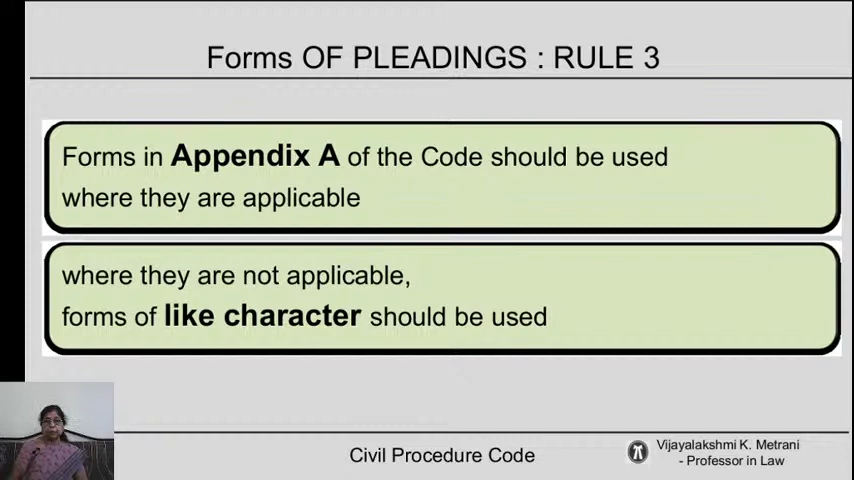 Forms OF PLEADINGS : RULE 3
Forms in Appendix A of the Code should be used
where they are applicable
where they are not applicable,
forms of like character should be used
Civil Procedure Code
Vijayalakshmi K. Metrani
- Professor in Law